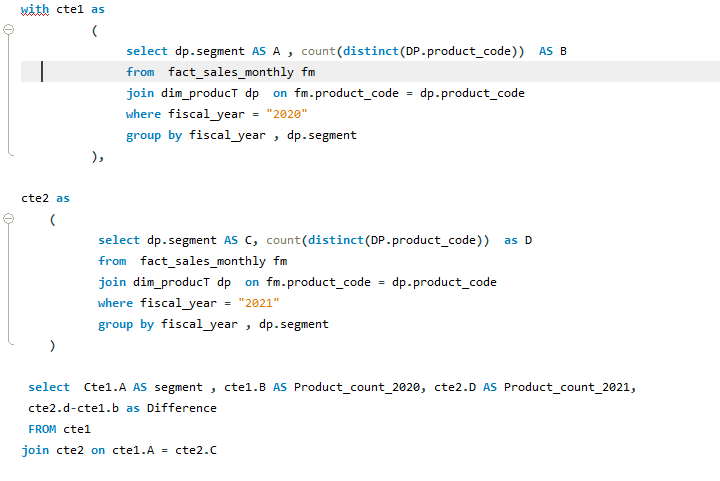 with cte1 as
(
select dp.segment AS A , count(distinct(DP.product_code)) AS B
from fact_sales_monthly fm
join dim_producT dp on fm.product_code = dp.product_code
where fiscal_year = "2020"
group by fiscal_year , dp.segment
),
cte2 as
(
select dp.segment AS C, count(distinct(DP.product_code)) as D
from fact_sales_monthly fm
join dim_producT dp on fm.product_code = dp.product_code
where fiscal_year = "2021"
group by fiscal_year , dp.segment
)
select Cte1.A AS segment , cte1.B AS Product_count_2020, cte2.D AS Product_count_2021,
cte2.d-cte1.b as Difference
FROM cte1
join cte2 on cte1.A = cte2.C